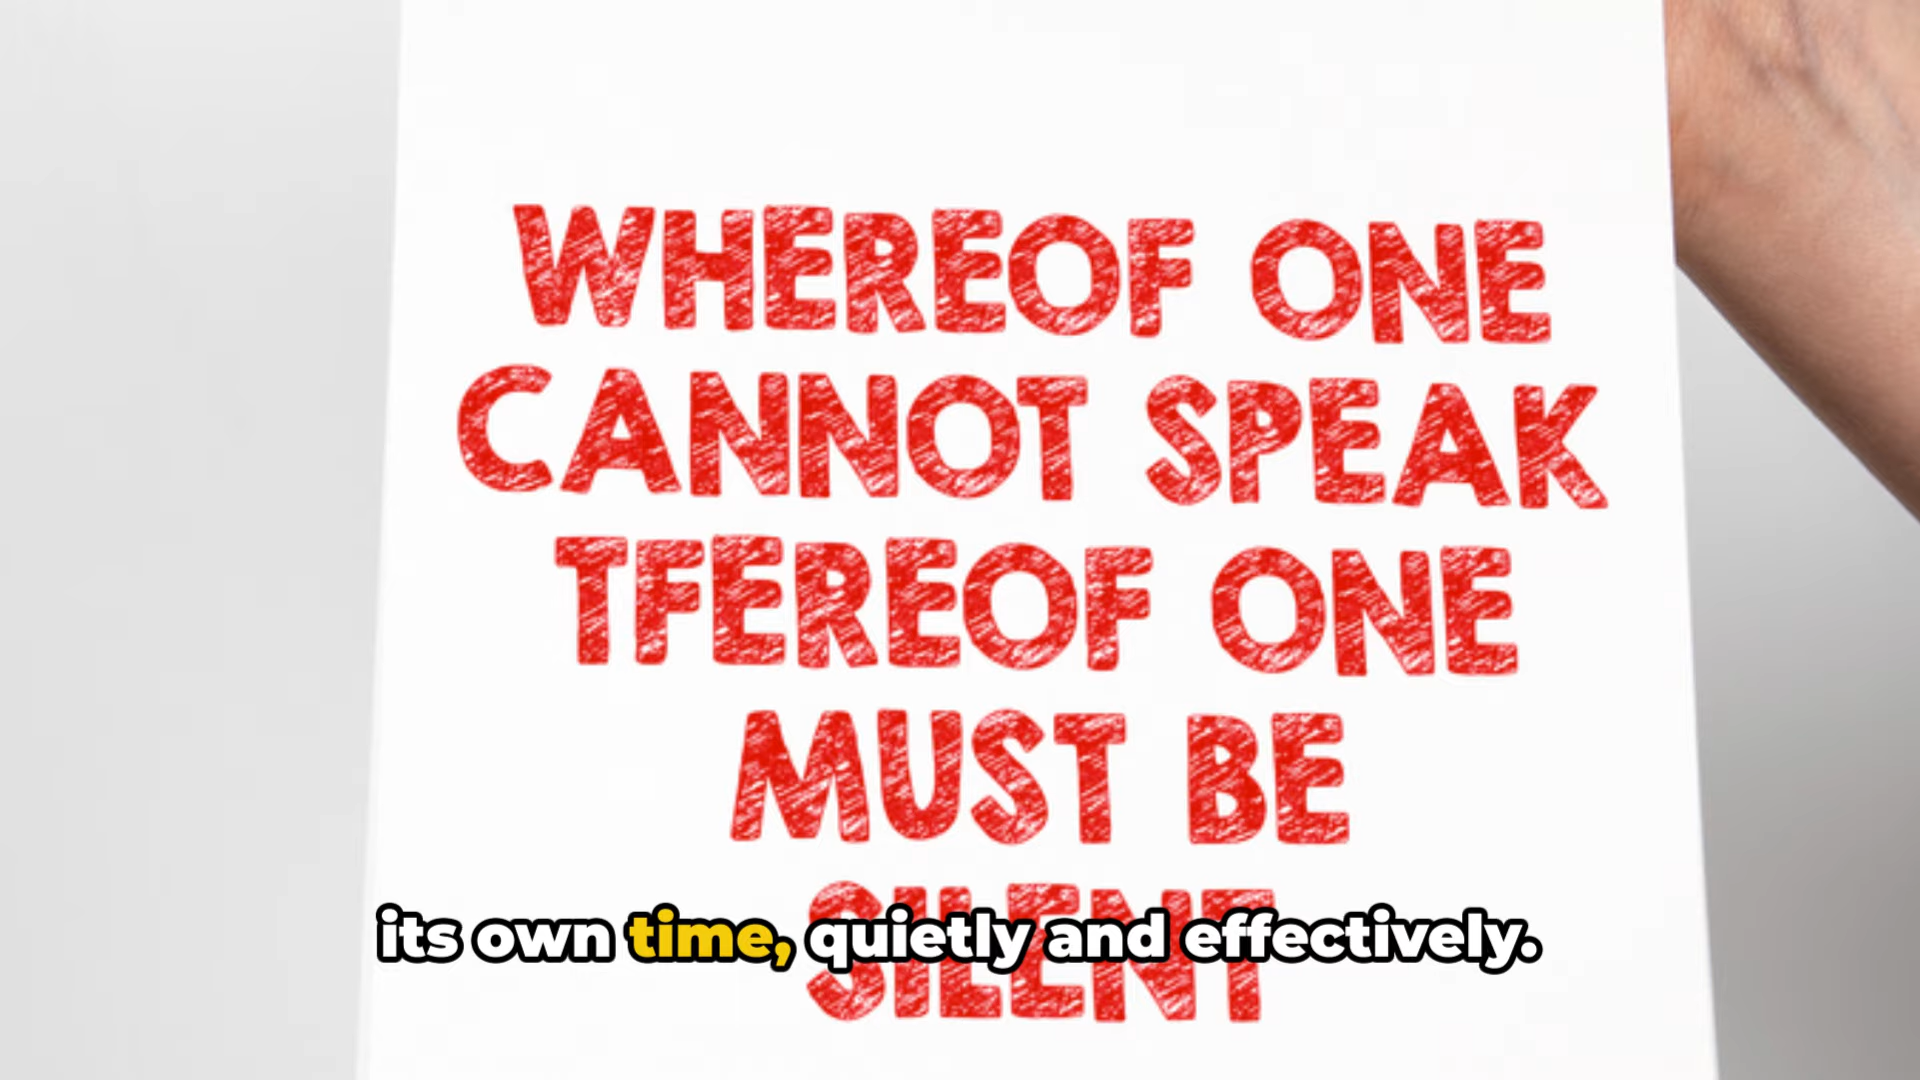 WHEREOF ONE
CANNOT SPEAK
TFEREOF ONE
MUST BE
SILENT
its own time, quietly and effectively.